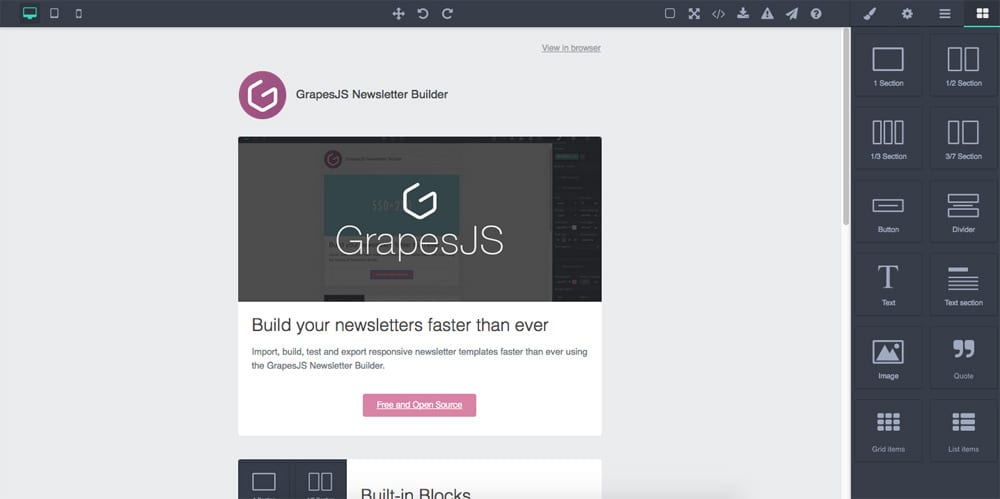 View in browser
GrapesJS Newsletter Builder
GrapesJS
Build your newsletters faster than ever
Import, build, test and export responsive newsletter templates faster than ever using
the GrapesJS Newsletter Builder.
Free and Open Source
Built-in Blocks
1 Section
1/2 Section
1/3 Section
3/7 Section
Button
Divider
Text
Text section
Image
Quote
Grid items
List items